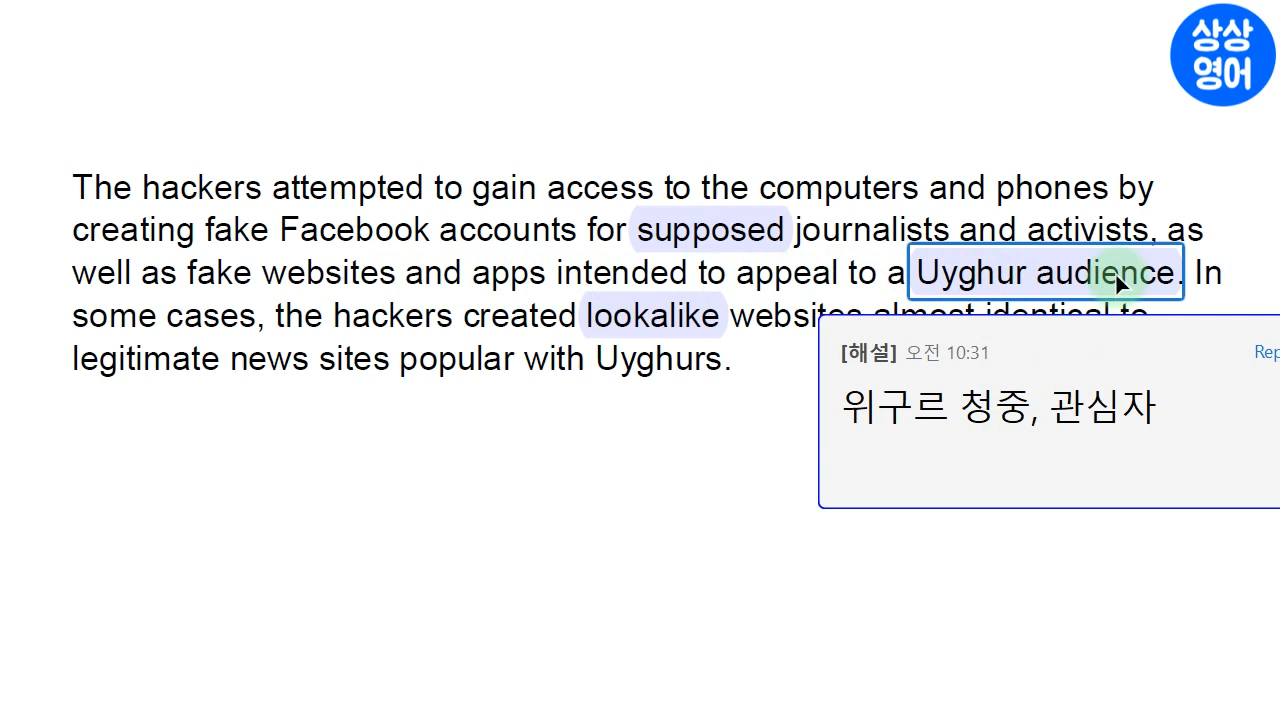 상상
영어
The hackers attempted to gain access to the computers and phones by
creating fake Facebook accounts for supposed journalists and activists, as
well as fake websites and apps intended to appeal to a Uyghur audience. In
some cases, the hackers created lookalike websites almost identical to
legitimate news sites popular with Uyghurs.
[해설] 오전 10:31
위구르 청중, 관심자